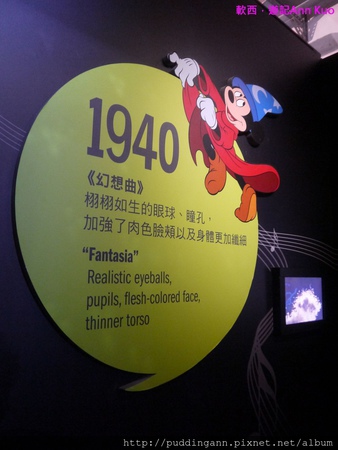 軟西·遊記Ann Kuo
1940
《幻想曲》
栩栩如生的眼球、瞳孔，
加強了肉色臉頰以及身體更加纖細
“Fantasia”
Realistic eyeballs,
pupils, flesh-colored face,
thinner torso
http://puddingann.pixnet.net/album